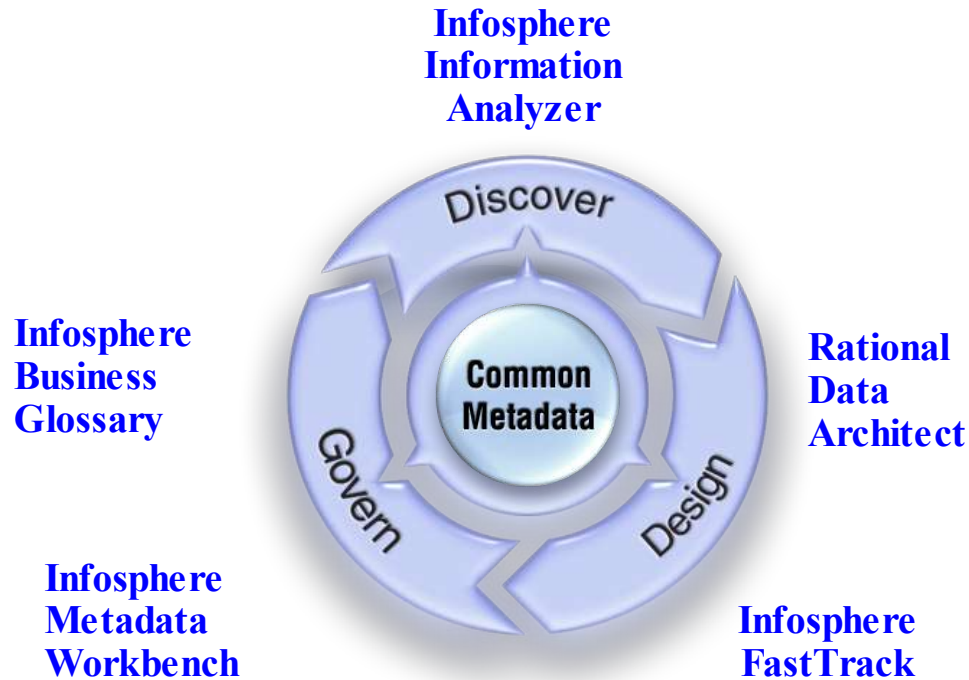 Infosphere
Information
Analyzer
Discover
Infosphere
Business
Glossary
Common
Metadata
Rational
Data
Architect
Govern
Design
Infosphere
Metadata
Workbench
Infosphere
FastTrack